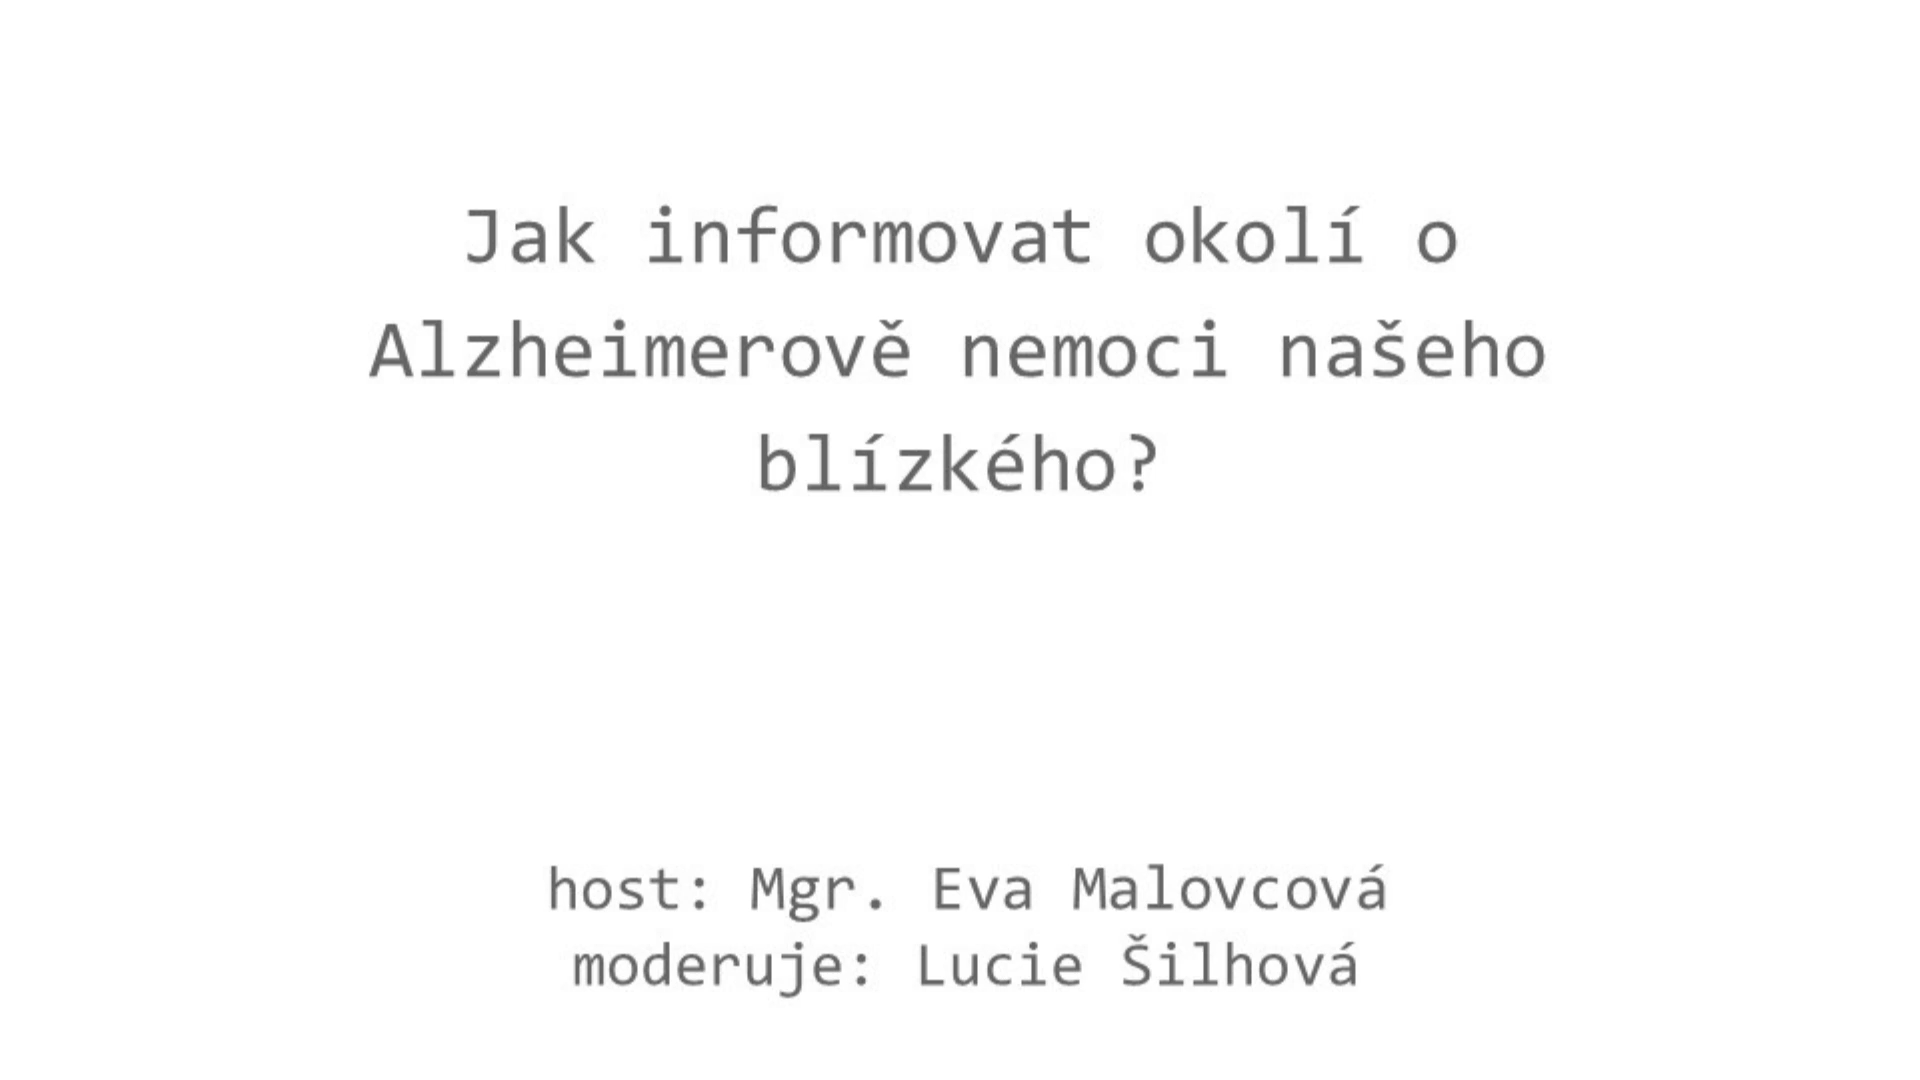 Jak informovat okolí o
Alzheimerově nemoci našeho
blízkého?
host: Mgr. Eva Malovcová
moderuje: Lucie Šilhová